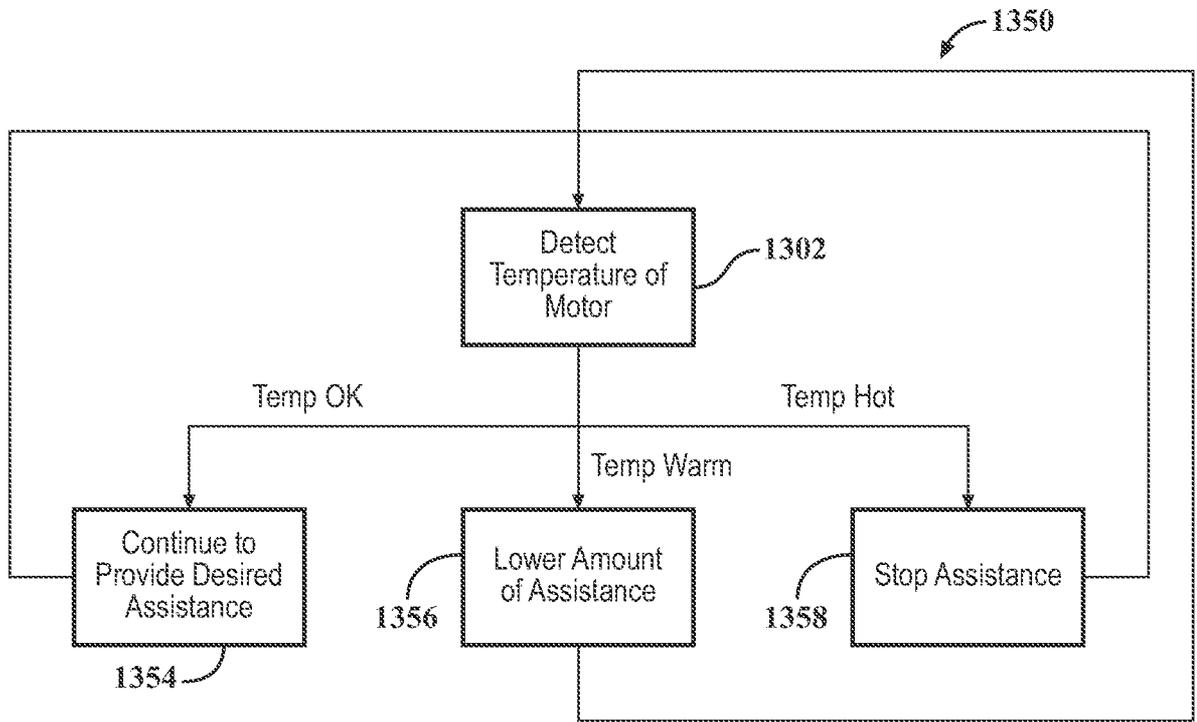 1350
Detect
Temperature of
Motor
1302
Temp OK
Temp Hot
Temp Warm
Continue to
Provide Desired
Assistance
1354
Lower Amount
of Assistance
1356
Stop Assistance
1358